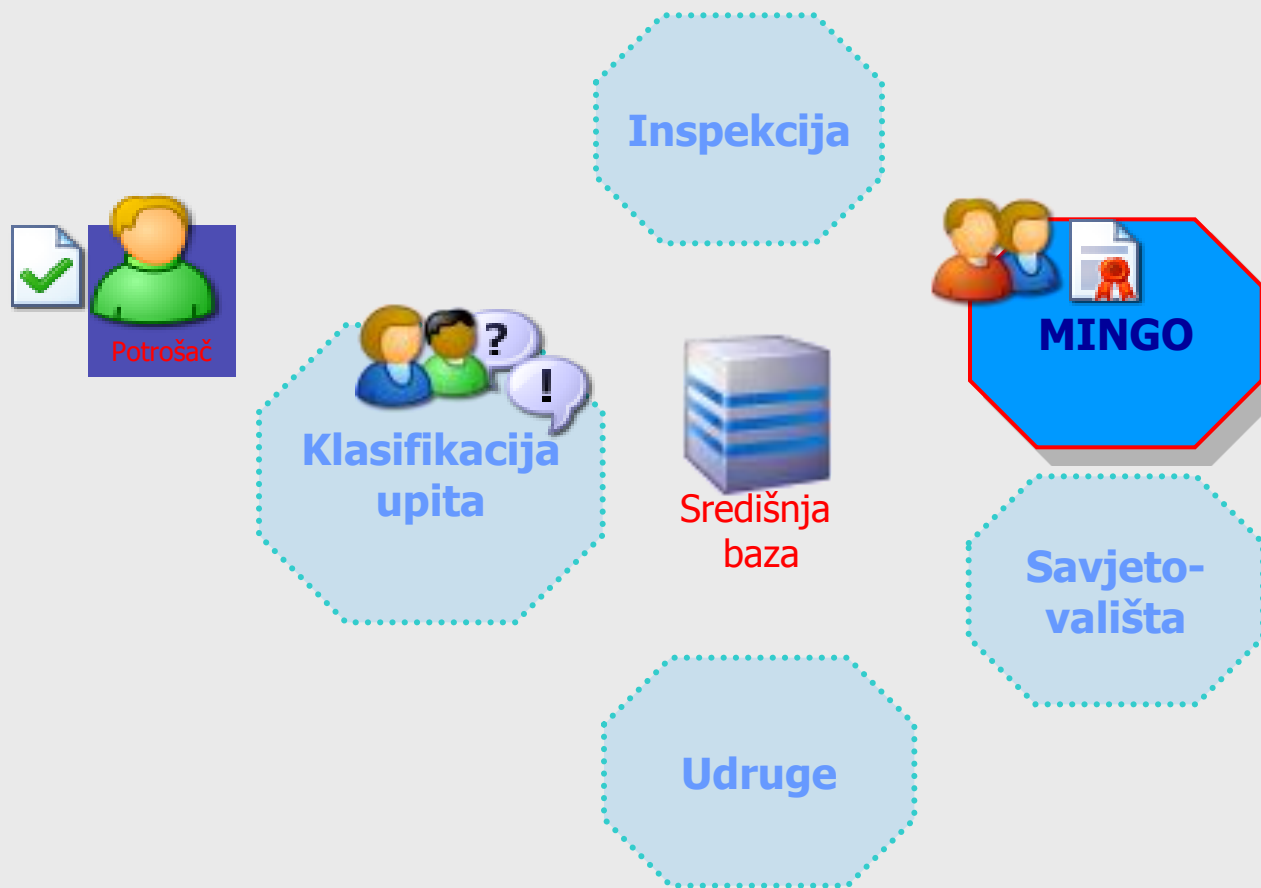 Inspekcija
Potrošač
MINGO
? 
!
Klasifikacija
upita
Središnja
baza
Savjeto-
vališta
Udruge